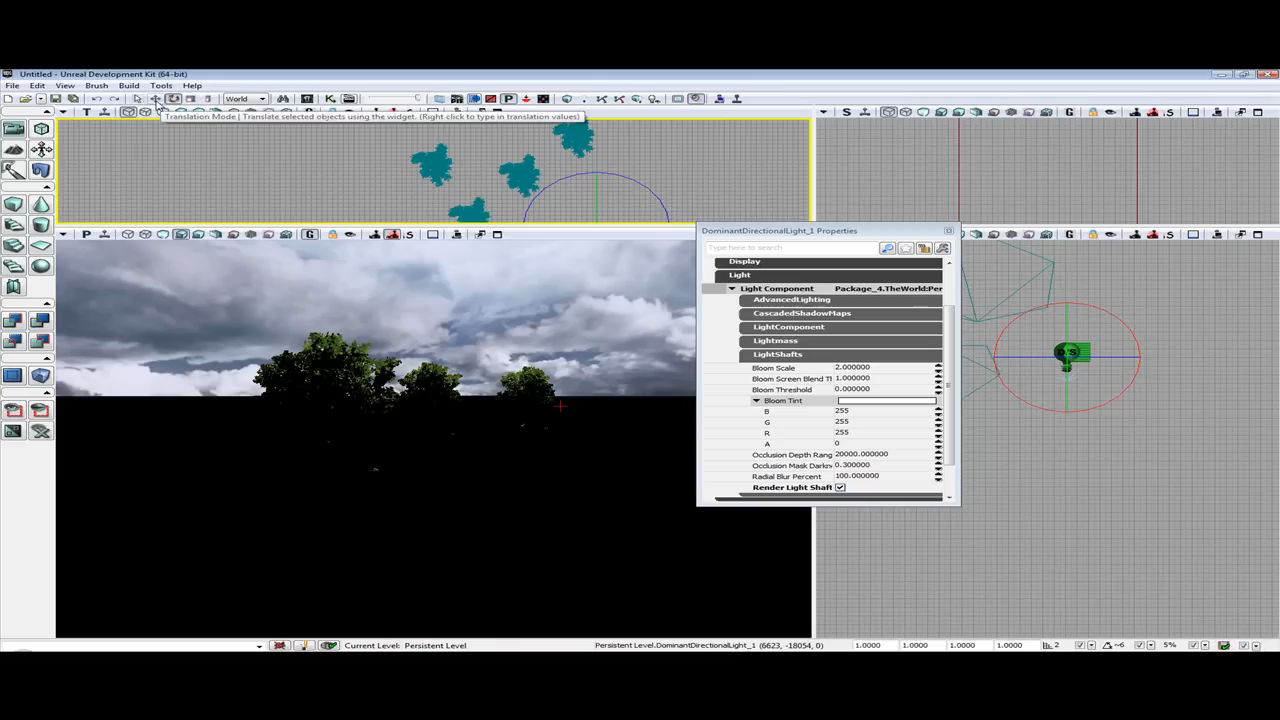 Untitled - Unreal Development Kit (64-bit)
File Edit View Brush Build Tools Help
World
Translation Mode | Translate selected objects using the widget. (Right click to type in translation values)
T
S
P
G
DominantDirectionalLight_1 Properties
Type here to search
Display
Light
Light Component Package_4.TheWorld:Per
AdvancedLighting
CascadedShadowMaps
LightComponent
Lightmass
LightShafts
Bloom Scale 2.000000
Bloom Screen Blend T 1.000000
Bloom Threshold 0.000000
Bloom Tint
B 255
G 255
R 255
A 0
Occlusion Depth Rang 20000.000000
Occlusion Mask Darkn 0.300000
Radial Blur Percent 100.000000
Render Light Shaft
Current Level: Persistent Level
Persistent Level.DominantDirectionalLight_1 (6623, -18054, 0)
1.0000 1.0000 1.0000 1.0000 2 ~6 5%